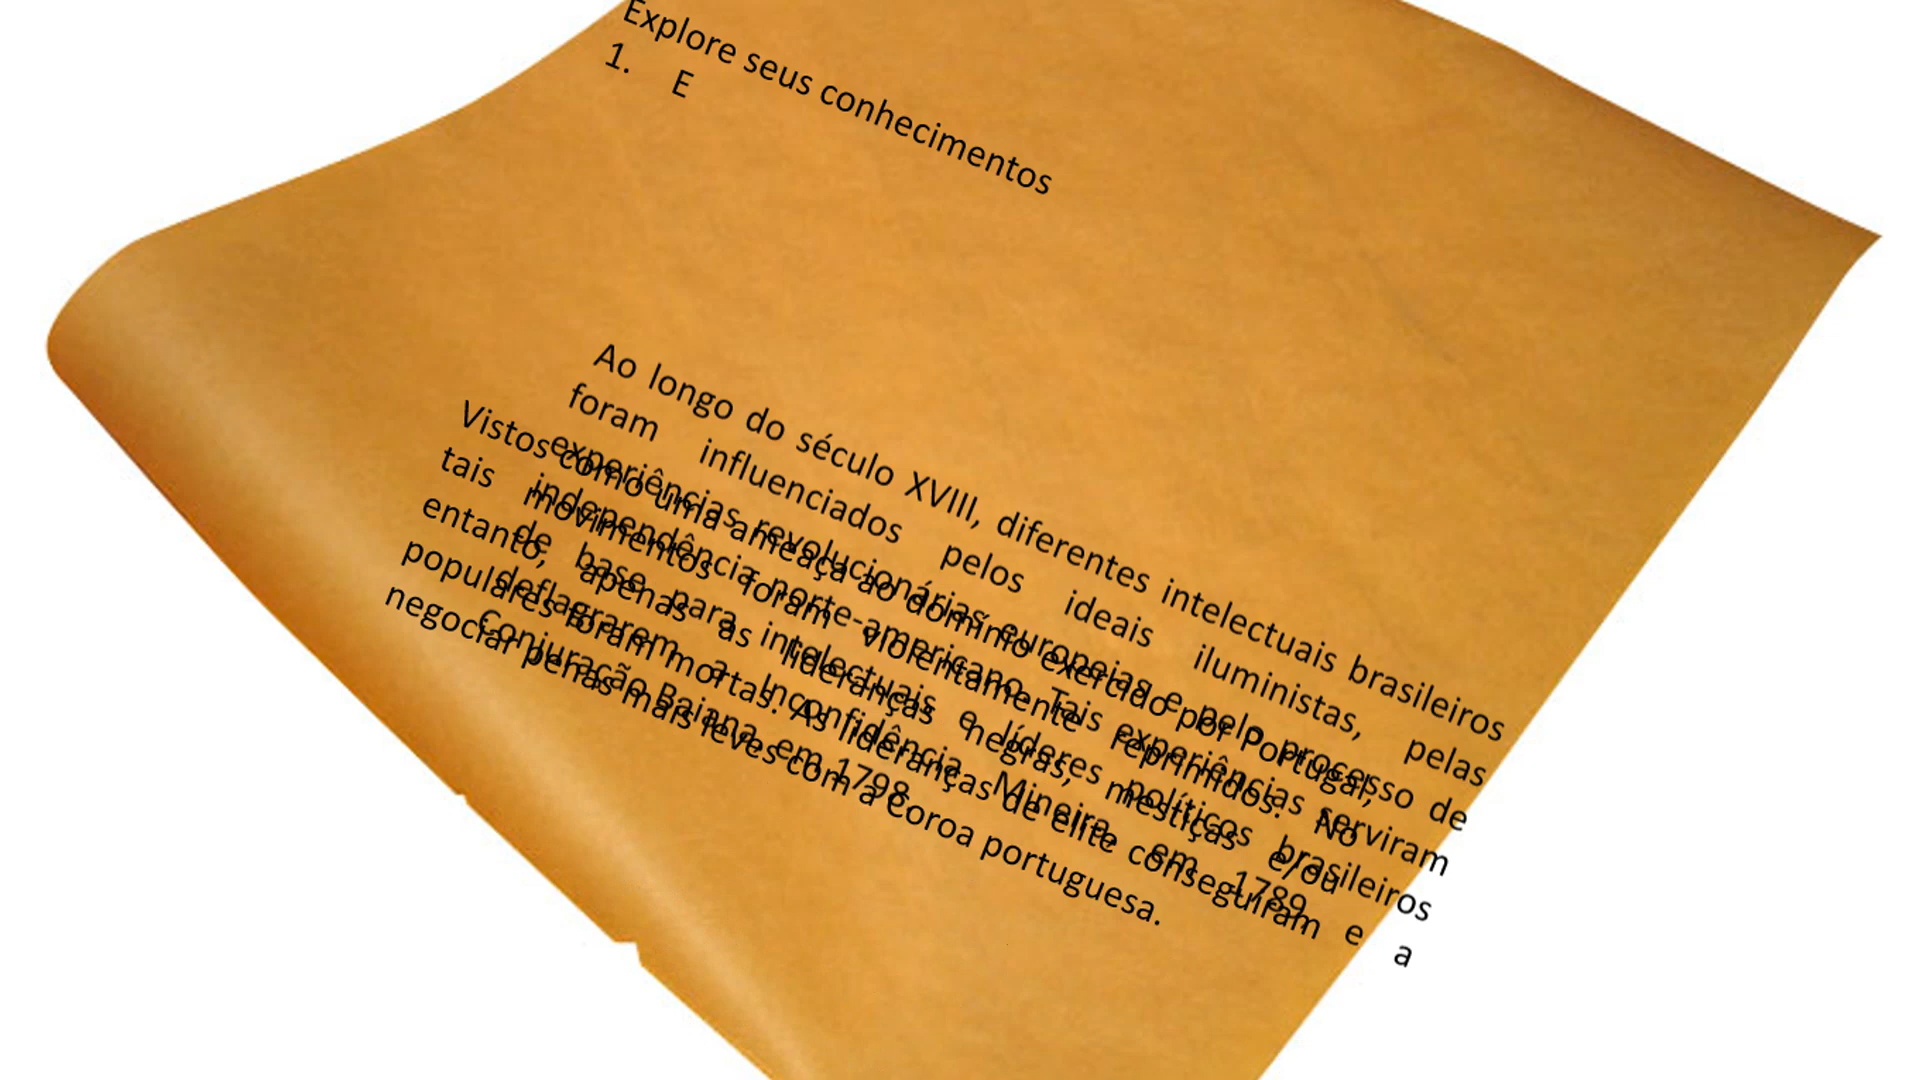 Explore seus conhecimentos
1. E
Ao longo do século XVIII, diferentes intelectuais brasileiros
foram influenciados pelos ideais iluministas, pelas
experiências revolucionárias europeias e pelo processo de
independência norte-americano. Tais experiências serviram
de base para intelectuais e líderes políticos brasileiros
deflagrarem a Inconfidência Mineira, em 1789, e a
Conjuração Baiana, em 1798.
Vistos como uma ameaça ao domínio exercido por Portugal,
tais movimentos foram violentamente reprimidos. No
entanto, apenas as lideranças negras, mestiças e/ou
populares foram mortas. As lideranças de elite conseguiram
negociar penas mais leves com a Coroa portuguesa.